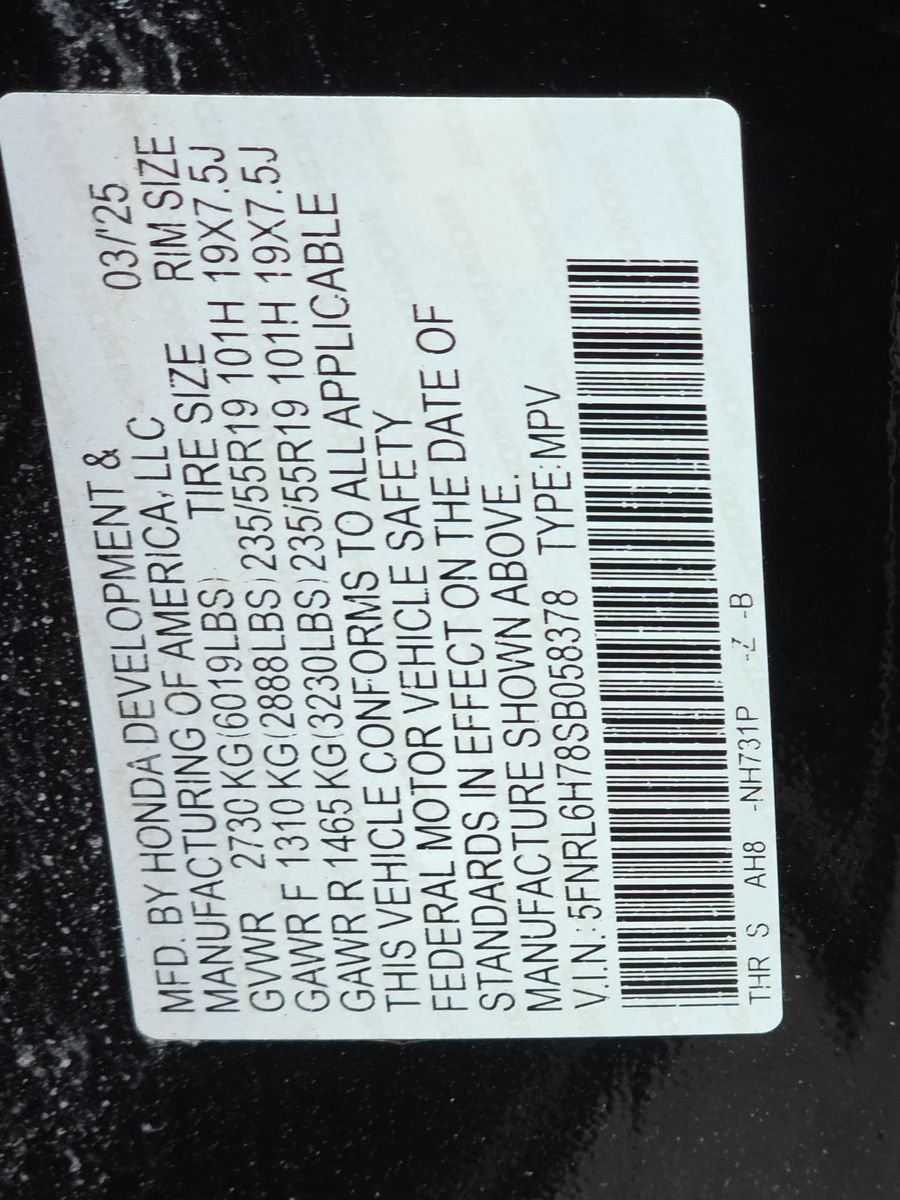 MFD. BY HONDA DEVELOPMENT & 03/'25
MANUFACTURING OF AMERICA, LLC RIM SIZE
TIRE SIZE
GVWR 2730 KG(6019LBS) 235/55R19 101H 19X7.5J
GAWR F 1310 KG(2888LBS) 235/55R19 101H 19X7.5J
GAWR R 1465 KG(3230LBS) 
THIS VEHICLE CONFORMS TO ALL APPLICABLE
FEDERAL MOTOR VEHICLE SAFETY
STANDARDS IN EFFECT ON THE DATE OF
MANUFACTURE SHOWN ABOVE.
V.I.N.:5FNRL6H78SB058378 TYPE:MPV
THR S AH8 -NH731P -Z -B